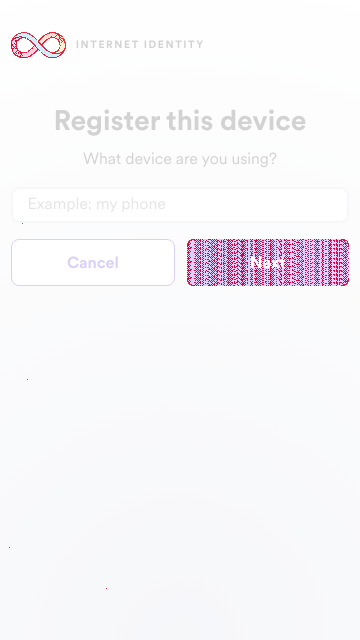 INTERNET IDENTITY
Register this device
What device are you using?
Example: my phone
Cancel
Next